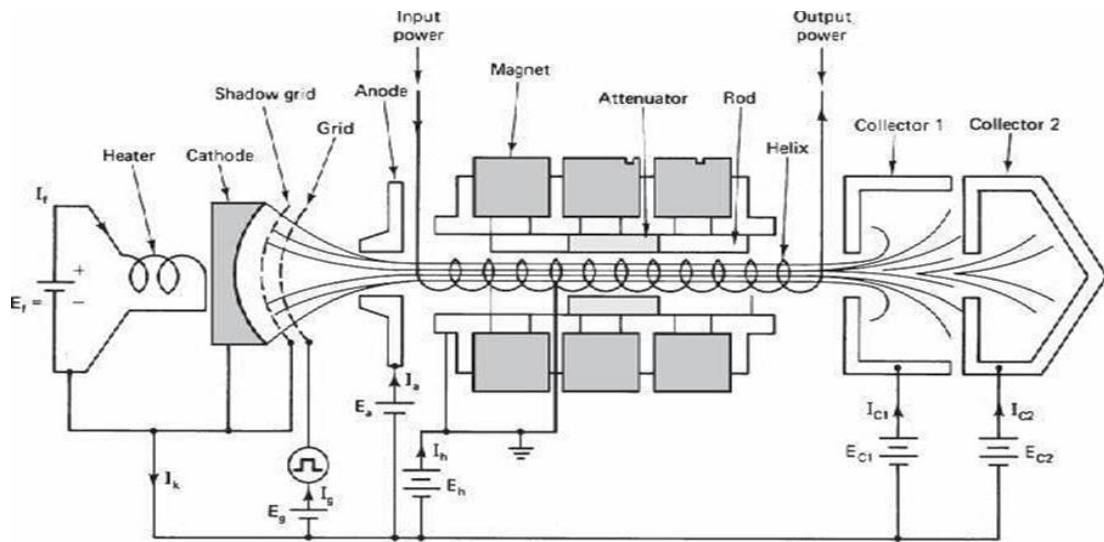 Input
power
Output
power
Magnet
Anode
Attenuator
Rod
Shadow grid
Grid
Collector 1
Collector 2
Heater
Cathode
Helix
If
+
−
Ef =
Ia
Ea
IC1
IC2
Ih
Ik
Ig
Eg
Eh
EC1
EC2